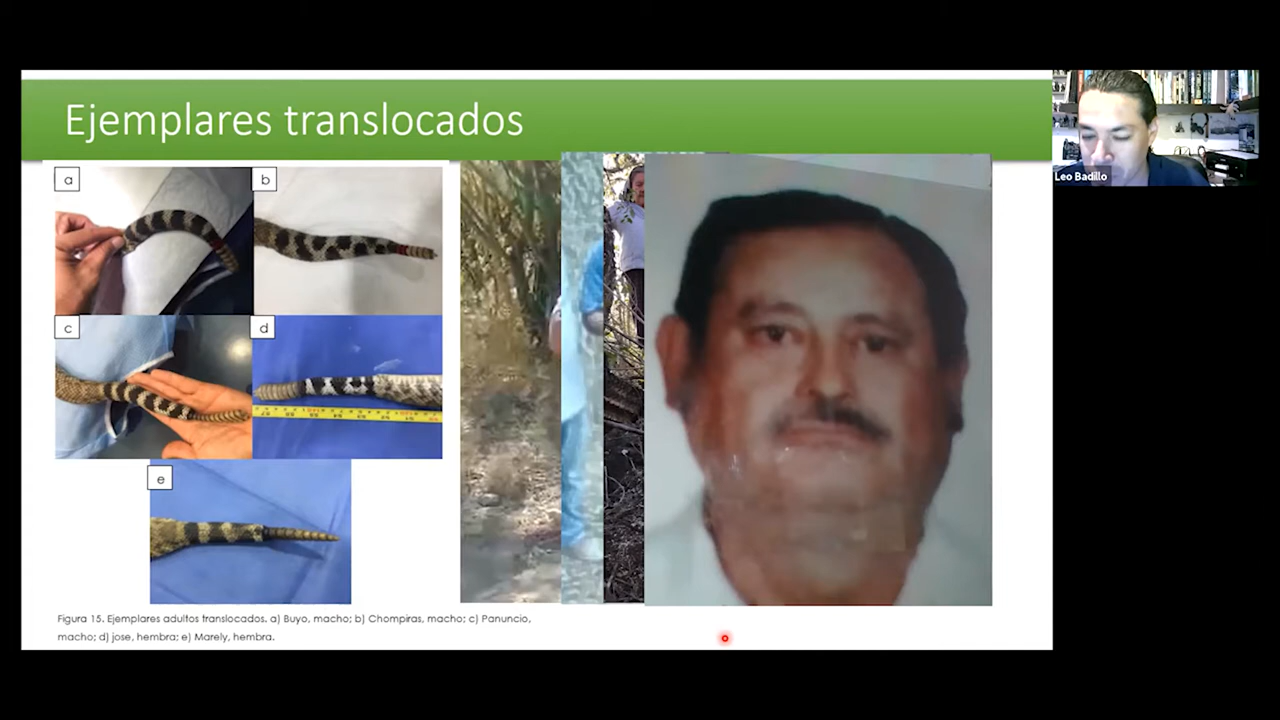 Ejemplares translocados
a
b
c
d
e
Figura 15. Ejemplares adultos translocados. a) Buyo, macho; b) Chompiras, macho; c) Panuncio,
macho; d) jose, hembra; e) Marely, hembra.
Leo Badillo